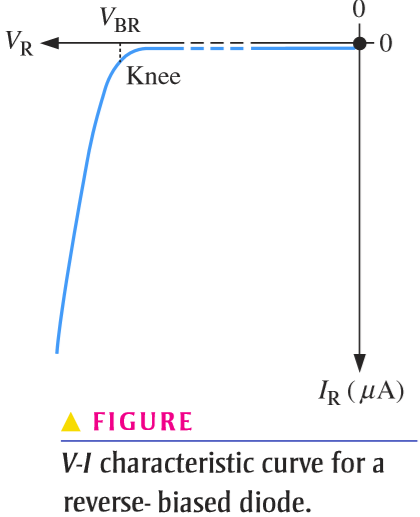 0
V_BR
V_R
0
Knee
I_R (μA)
▲ FIGURE
V-I characteristic curve for a
reverse- biased diode.